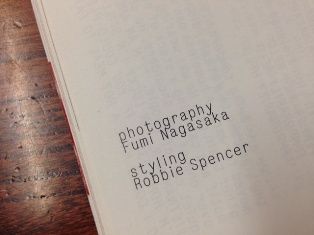 photography
Fumi Nagasaka
styling
Robbie Spencer